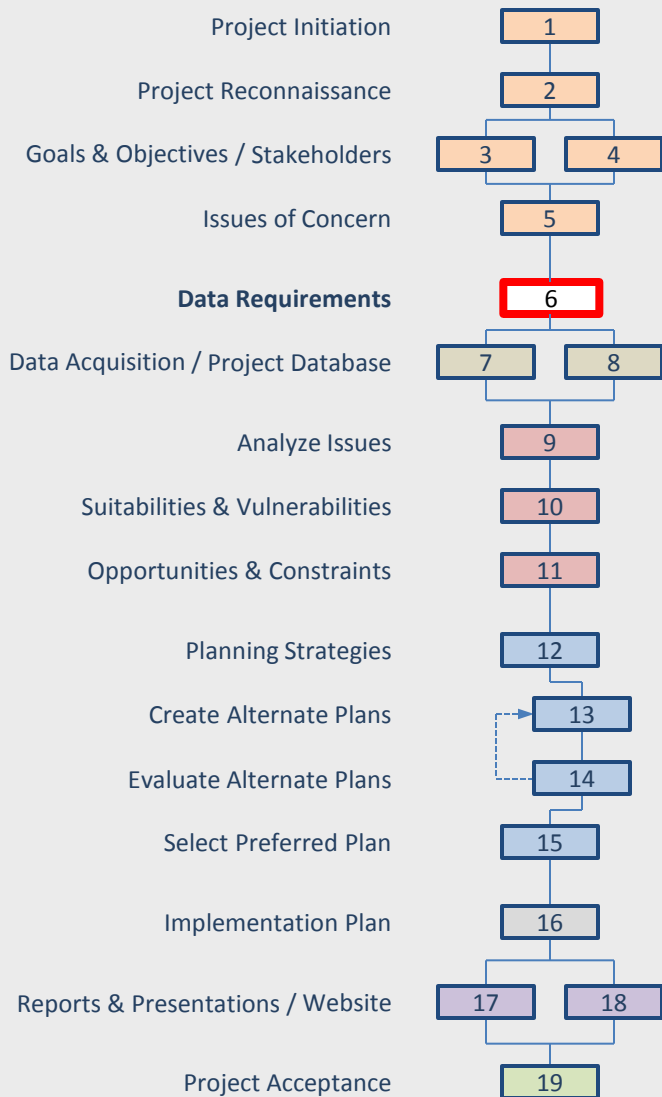 Project Initiation 1
Project Reconnaissance 2
Goals & Objectives / Stakeholders 3 4
Issues of Concern 5
Data Requirements 6
Data Acquisition / Project Database 7 8
Analyze Issues 9
Suitabilities & Vulnerabilities 10
Opportunities & Constraints 11
Planning Strategies 12
Create Alternate Plans 13
Evaluate Alternate Plans 14
Select Preferred Plan 15
Implementation Plan 16
Reports & Presentations / Website 17 18
Project Acceptance 19